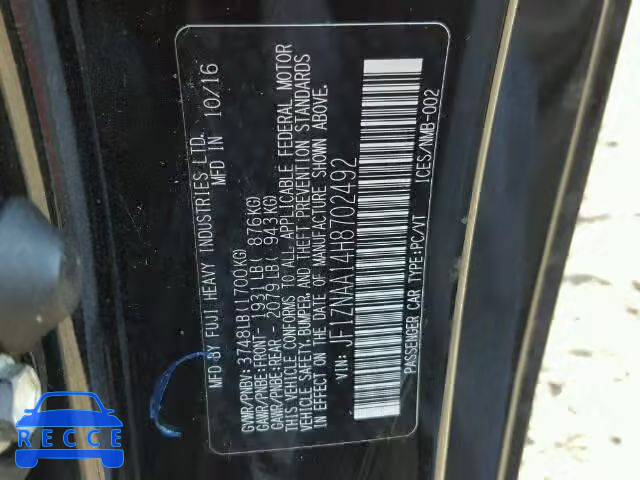 MFD BY FUJI HEAVY INDUSTRIES LTD. MFD IN 10/16
GVWR/PNBV: 3748LB(1700KG)
GAWR/PNBE:FRONT- 1931LB( 876KG)
GAWR/PNBE:REAR - 2079LB( 943KG)
THIS VEHICLE CONFORMS TO ALL APPLICABLE FEDERAL MOTOR
VEHICLE SAFETY,BUMPER, AND THEFT PREVENTION STANDARDS
IN EFFECT ON THE DATE OF MANUFACTURE SHOWN ABOVE.
VIN: JF1ZNAA14H8702492
PASSENGER CAR TYPE:PC/VT ICES/NMB-002
RECCE